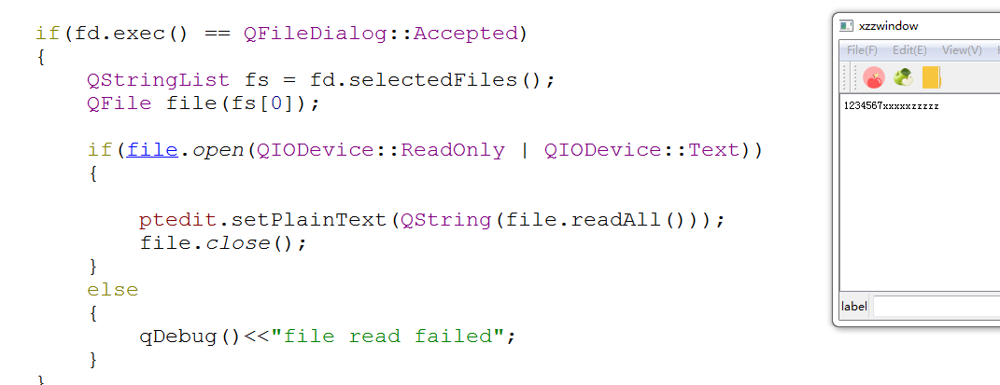 if(fd.exec() == QFileDialog::Accepted)
{
QStringList fs = fd.selectedFiles();
QFile file(fs[0]);
if(file.open(QIODevice::ReadOnly | QIODevice::Text))
{
ptedit.setPlainText(QString(file.readAll()));
file.close();
}
else
{
qDebug()<<"file read failed";
}
}
xzzwindow
File(F) Edit(E) View(V)
1234567xxxxxzzzzz
label